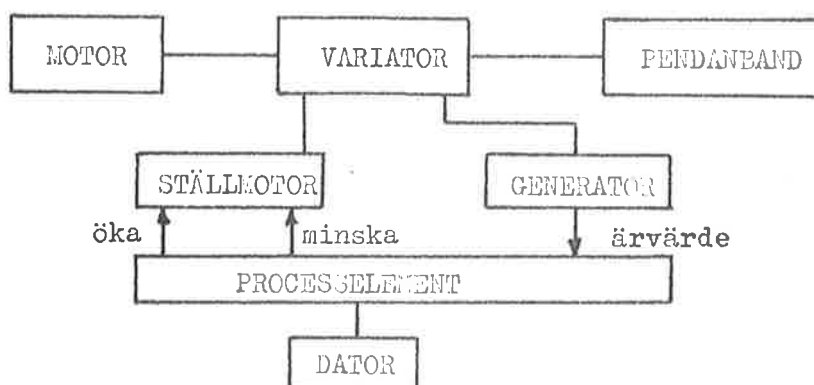 MOTOR VARIATOR PENDANBAND
STÄLLMOTOR GENERATOR
öka minska ärvärde
PROCESSELEMENT
DATOR